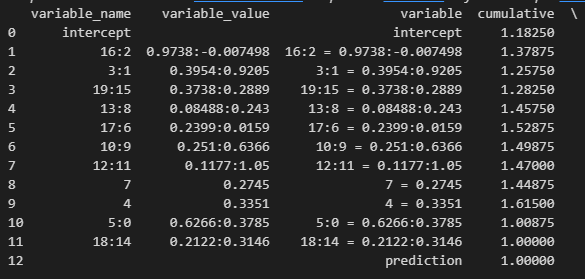 variable_name variable_value variable cumulative \
0 intercept intercept 1.18250
1 16:2 0.9738:-0.007498 16:2 = 0.9738:-0.007498 1.37875
2 3:1 0.3954:0.9205 3:1 = 0.3954:0.9205 1.25750
3 19:15 0.3738:0.2889 19:15 = 0.3738:0.2889 1.28250
4 13:8 0.08488:0.243 13:8 = 0.08488:0.243 1.45750
5 17:6 0.2399:0.0159 17:6 = 0.2399:0.0159 1.52875
6 10:9 0.251:0.6366 10:9 = 0.251:0.6366 1.49875
7 12:11 0.1177:1.05 12:11 = 0.1177:1.05 1.47000
8 7 0.2745 7 = 0.2745 1.44875
9 4 0.3351 4 = 0.3351 1.61500
10 5:0 0.6266:0.3785 5:0 = 0.6266:0.3785 1.00875
11 18:14 0.2122:0.3146 18:14 = 0.2122:0.3146 1.00000
12 prediction 1.00000